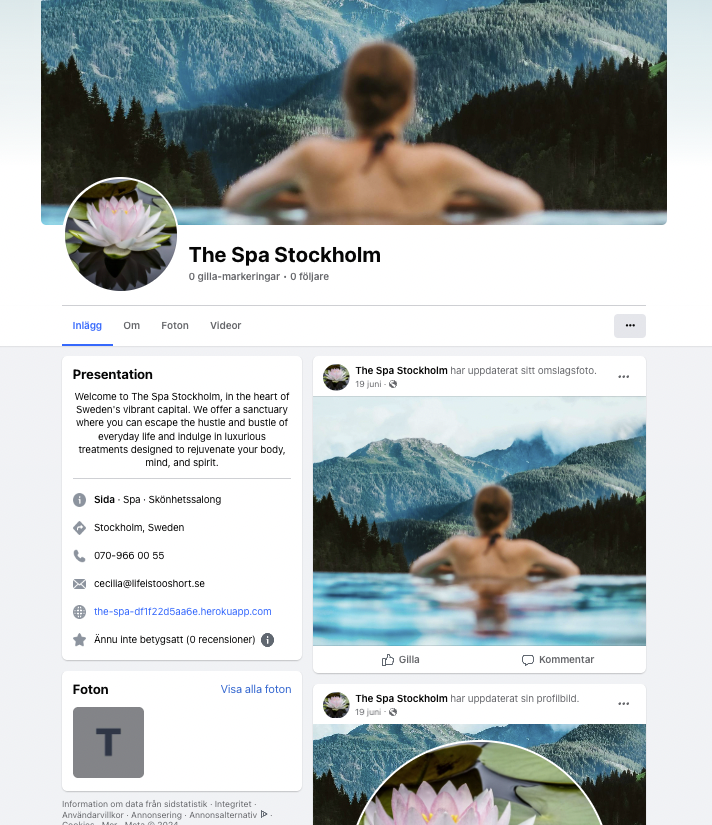 The Spa Stockholm
0 gilla-markeringar • 0 följare
Inlägg Om Foton Videor
Presentation
Welcome to The Spa Stockholm, in the heart of
Sweden's vibrant capital. We offer a sanctuary
where you can escape the hustle and bustle of
everyday life and indulge in luxurious
treatments designed to rejuvenate your body,
mind, and spirit.
Sida · Spa · Skönhetssalong
Stockholm, Sweden
070-966 00 55
cecilia@lifeistooshort.se
the-spa-df1f22d5aa6e.herokuapp.com
Ännu inte betygsatt (0 recensioner)
Foton Visa alla foton
T
Information om data från sidstatistik · Integritet ·
Användarvillkor · Annonsering · Annonsalternativ ·
Cookies · Mer · Meta © 2024
The Spa Stockholm har uppdaterat sitt omslagsfoto.
19 juni ·
Gilla Kommentar
The Spa Stockholm har uppdaterat sin profilbild.
19 juni ·